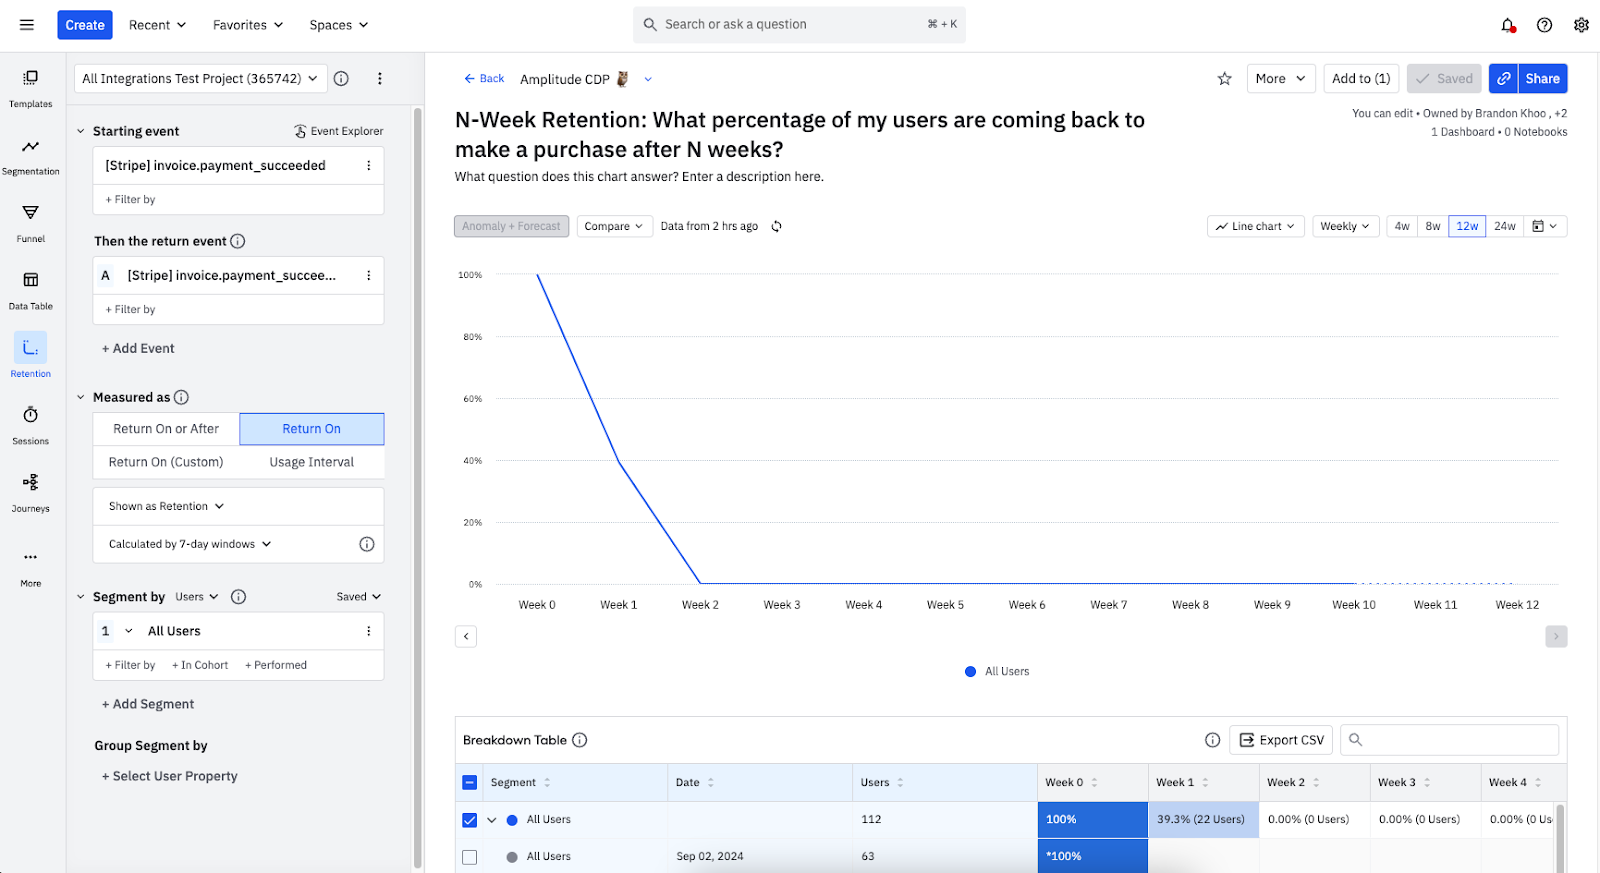 Create Recent Favorites Spaces Search or ask a question ⌘ + K
Templates
Segmentation
Funnel
Data Table
Retention
Sessions
Journeys
More
All Integrations Test Project (365742)
Starting event Event Explorer
[Stripe] invoice.payment_succeeded
+ Filter by
Then the return event
A [Stripe] invoice.payment_succee...
+ Filter by
+ Add Event
Measured as
Return On or After Return On
Return On (Custom) Usage Interval
Shown as Retention
Calculated by 7-day windows
Segment by Users Saved
1 All Users
+ Filter by + In Cohort + Performed
+ Add Segment
Group Segment by
+ Select User Property
Back Amplitude CDP More Add to (1) Saved Share
N-Week Retention: What percentage of my users are coming back to
make a purchase after N weeks?
You can edit • Owned by Brandon Khoo , +2
1 Dashboard • 0 Notebooks
What question does this chart answer? Enter a description here.
Anomaly + Forecast Compare Data from 2 hrs ago Line chart Weekly 4w 8w 12w 24w
100%
80%
60%
40%
20%
0%
Week 0 Week 1 Week 2 Week 3 Week 4 Week 5 Week 6 Week 7 Week 8 Week 9 Week 10 Week 11 Week 12
All Users
Breakdown Table Export CSV
Segment Date Users Week 0 Week 1 Week 2 Week 3 Week 4
All Users 112 100% 39.3% (22 Users) 0.00% (0 Users) 0.00% (0 Users) 0.00% (0 Us
All Users Sep 02, 2024 63 *100%